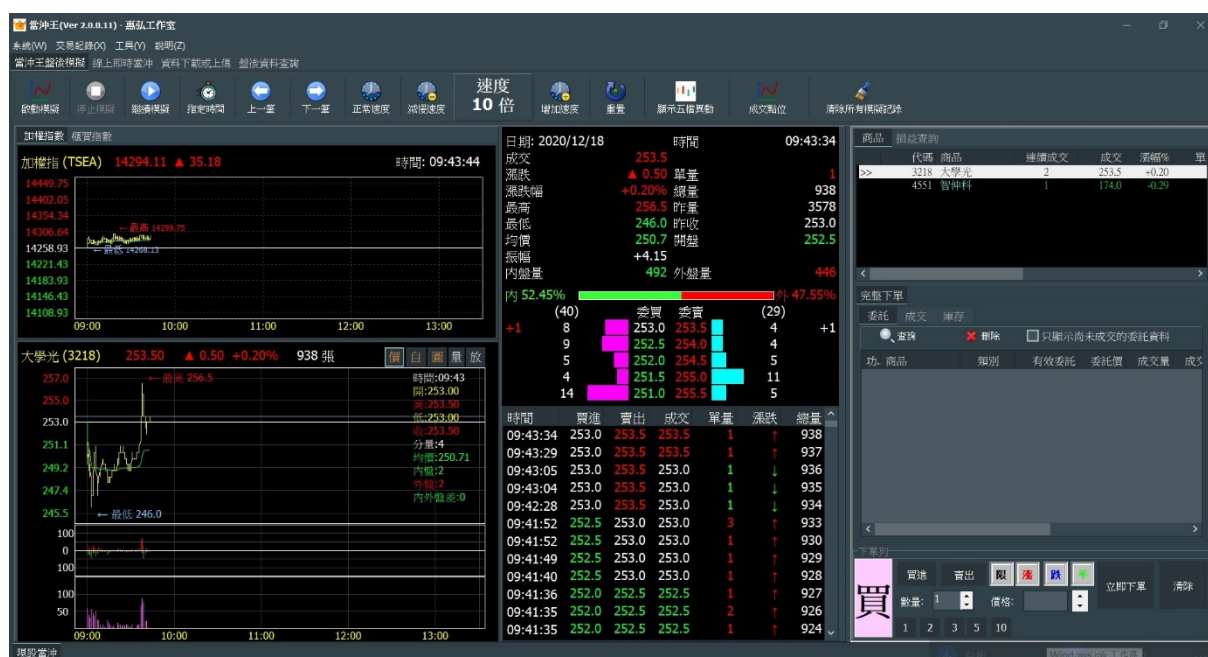 當沖王(Ver 2.0.0.11) - 惠弘工作室
系統(W) 交易記錄(X) 工具(Y) 說明(Z)
當沖王盤後模擬 線上即時當沖 資料下載或上傳 盤後資料查詢
啟動模擬 停止模擬 繼續模擬 指定時間 上一筆 下一筆 正常速度 減慢速度 速度 10 倍 增加速度 重置 顯示五檔異動 成交點位 清除所有模擬記錄
加權指數 櫃買指數
加權指 (TSEA) 14294.11 ▲ 35.18 時間: 09:43:44
14449.75
14402.05
14354.34
14306.64
14258.93
14221.43
14183.93
14146.43
14108.93
← 最高 14299.75
← 最低 14268.13
09:00 10:00 11:00 12:00 13:00
大學光 (3218) 253.50 ▲ 0.50 +0.20% 938 張 價 自 圖 量 放
257.0
255.0
253.0
251.1
249.2
247.4
245.5
← 最高 256.5
← 最低 246.0
時間:09:43
開:253.00
高:253.50
低:253.00
收:253.50
分量:4
均價:250.71
內盤:2
外盤:2
內外盤差:0
100
0
100
100
50
09:00 10:00 11:00 12:00 13:00
現股當沖
日期: 2020/12/18 時間 09:43:34
成交 253.5
漲跌 ▲ 0.50 單量 1
漲跌幅 +0.20% 總量 938
最高 256.5 昨量 3578
最低 246.0 昨收 253.0
均價 250.7 開盤 252.5
振幅 +4.15
內盤量 492 外盤量 446
內 52.45% 外 47.55%
(40) 委買 委賣 (29)
+1 8 253.0 253.5 4 +1
9 252.5 254.0 4
5 252.0 254.5 5
4 251.5 255.0 11
14 251.0 255.5 5
時間 買進 賣出 成交 單量 漲跌 總量
09:43:34 253.0 253.5 253.5 1 ↑ 938
09:43:29 253.0 253.5 253.5 1 ↑ 937
09:43:05 253.0 253.5 253.0 1 ↓ 936
09:43:04 253.0 253.5 253.0 1 ↓ 935
09:42:28 253.0 253.5 253.0 1 ↓ 934
09:41:52 252.5 253.0 253.0 3 ↑ 933
09:41:52 252.5 253.0 253.0 1 ↑ 930
09:41:49 252.5 253.0 253.0 1 ↑ 929
09:41:40 252.5 253.0 253.0 1 ↑ 928
09:41:36 252.0 252.5 252.5 1 ↑ 927
09:41:35 252.0 252.5 252.5 2 ↑ 926
09:41:35 252.0 252.5 252.5 1 ↑ 924
商品 損益查詢
代碼 商品 連續成交 成交 漲幅% 單
>> 3218 大學光 2 253.5 +0.20
4551 智伸科 1 174.0 -0.29
完整下單
委託 成交 庫存
查詢 刪除 只顯示尚未成交的委託資料
功. 商品 類別 有效委託 委託價 成交量 成交
下單列
買
買進 賣出 限 漲 跌 平 立即下單 清除
數量: 1 價格:
1 2 3 5 10